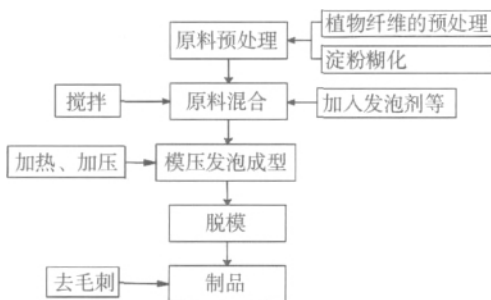 植物纤维的预处理
原料预处理
淀粉糊化
搅拌
原料混合
加入发泡剂等
加热、加压
模压发泡成型
脱模
去毛刺
制品